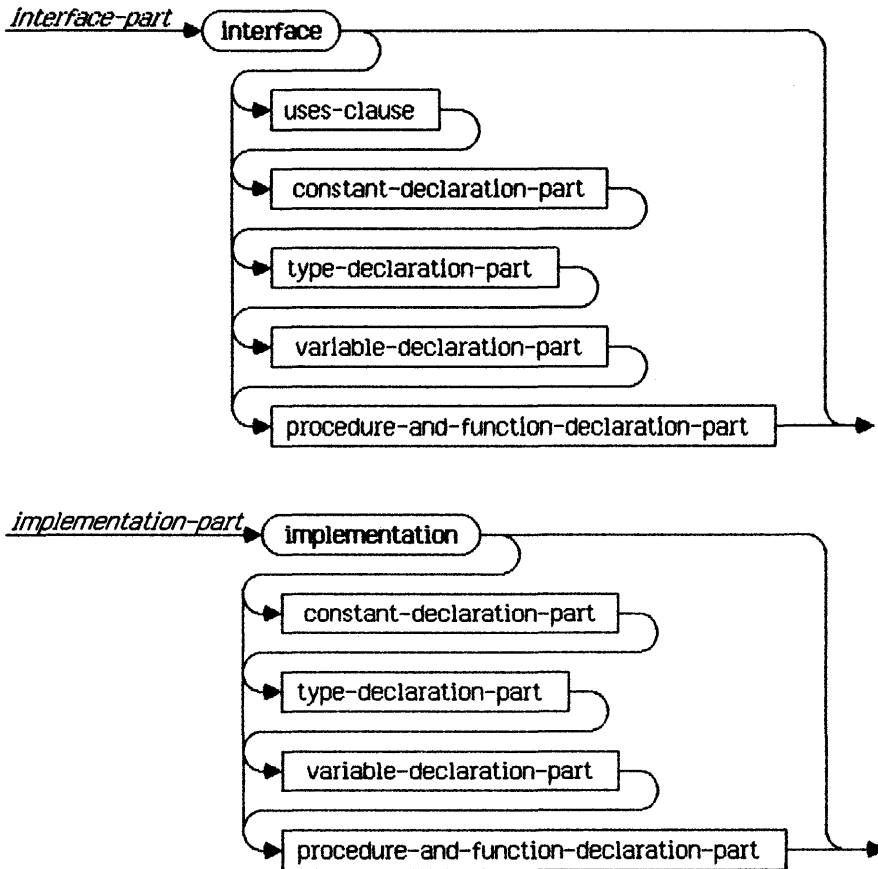 interface-part
interface
uses-clause
constant-declaration-part
type-declaration-part
variable-declaration-part
procedure-and-function-declaration-part
implementation-part
implementation
constant-declaration-part
type-declaration-part
variable-declaration-part
procedure-and-function-declaration-part